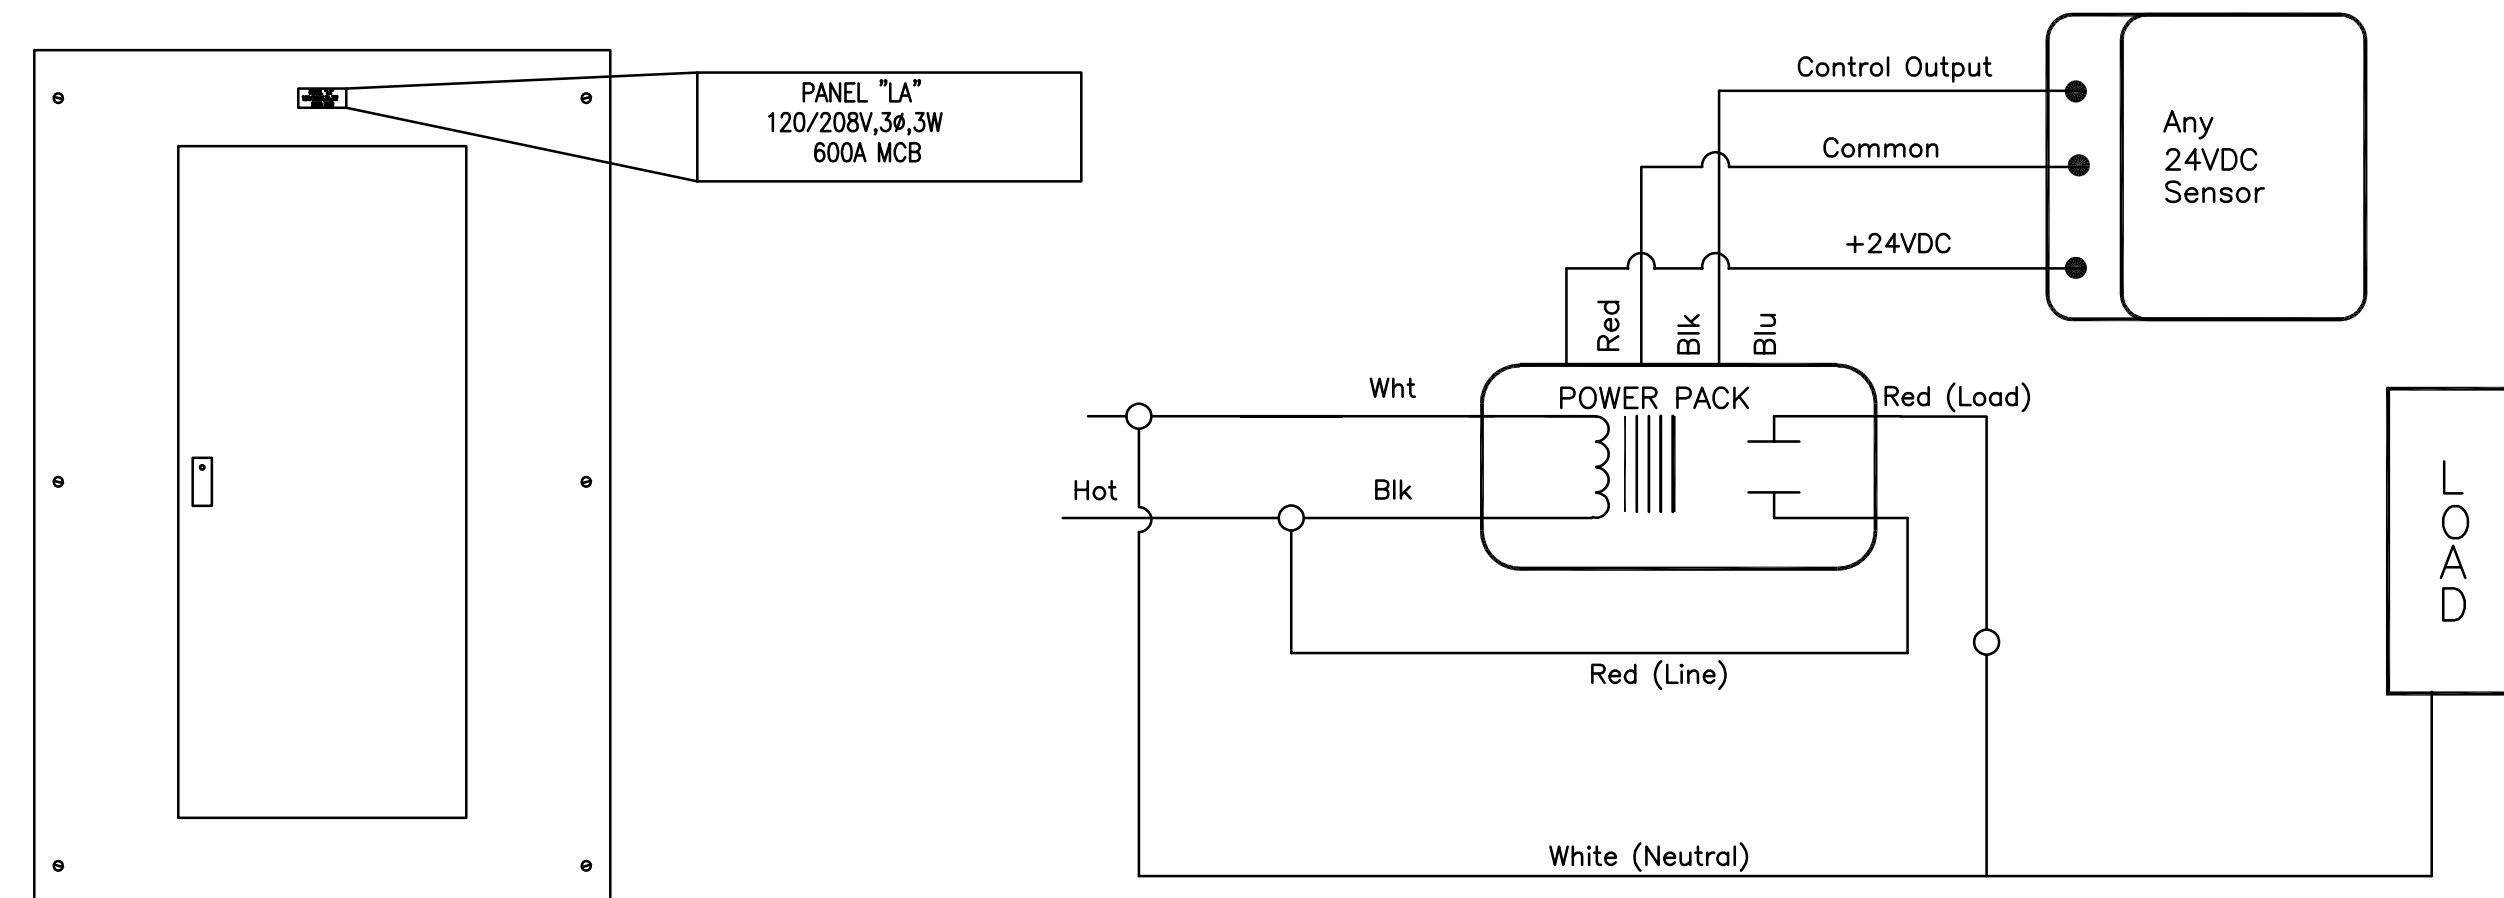 PANEL "LA"
120/208V,3ø,3W
600A MCB
Control Output
Common
+24VDC
Any
24VDC
Sensor
Red
Blk
Blu
POWER PACK
Wht
Red (Load)
Hot
Blk
Red (Line)
White (Neutral)
LOAD